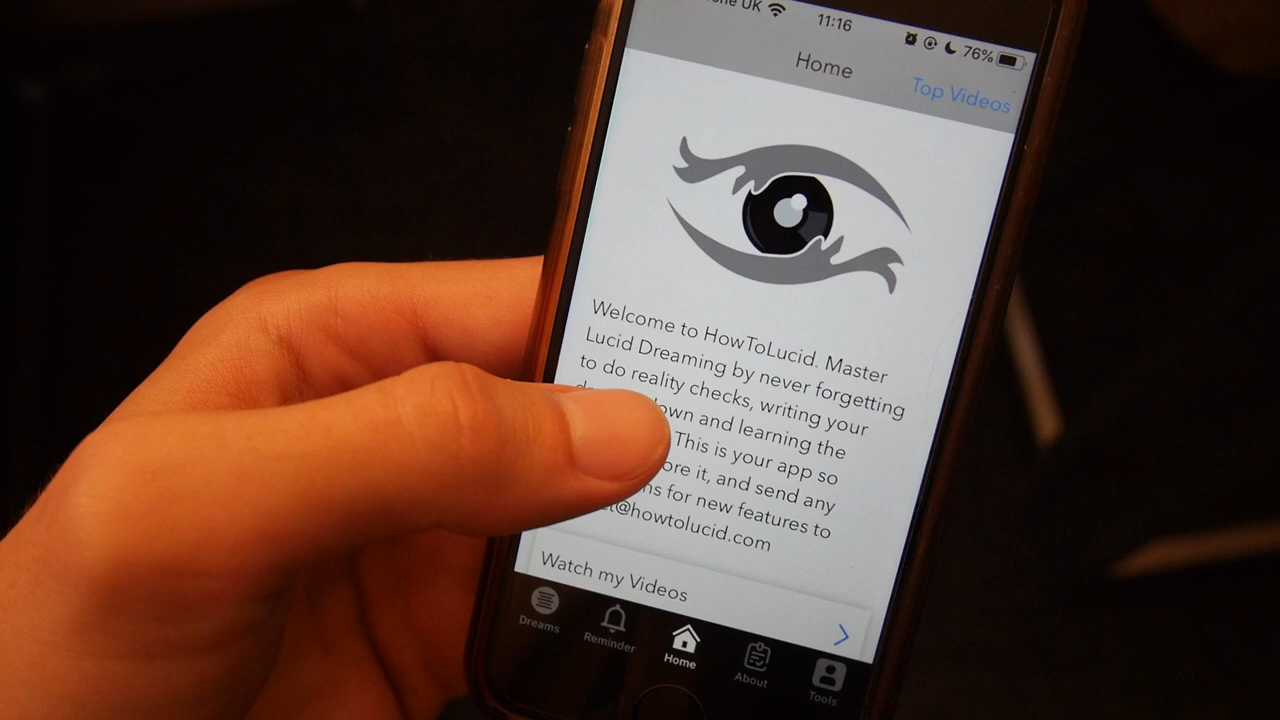 UK 11:16 76%
Home
Top Videos
Welcome to HowToLucid. Master
Lucid Dreaming by never forgetting
to do reality checks, writing your
and learning the
This is your app so
it, and send any
for new features to
@howtolucid.com
Watch my Videos
Dreams Reminder Home About Tools